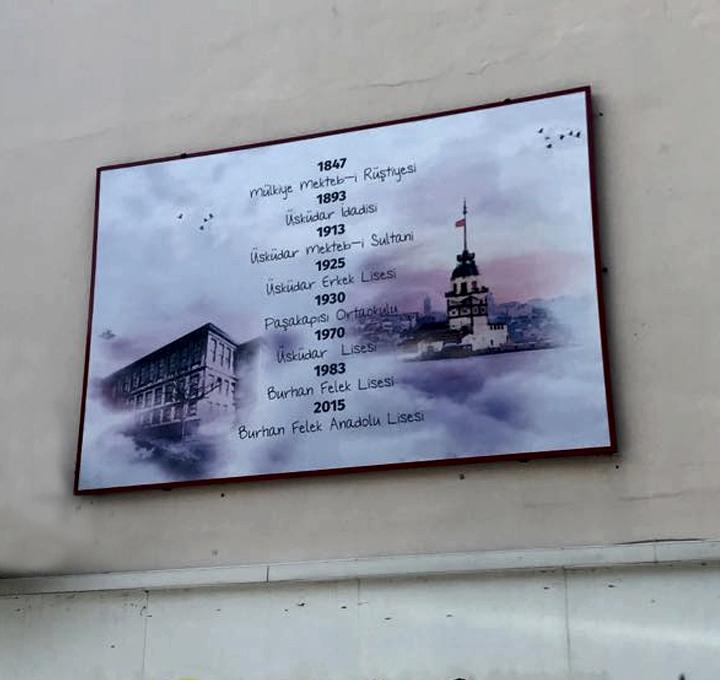 1847
Mülkiye Mekteb-i Rüştiyesi
1893
Üsküdar İdadisi
1913
Üsküdar Mekteb-i Sultani
1925
Üsküdar Erkek Lisesi
1930
Paşakapısı Ortaokulu
1970
Üsküdar Lisesi
1983
Burhan Felek Lisesi
2015
Burhan Felek Anadolu Lisesi